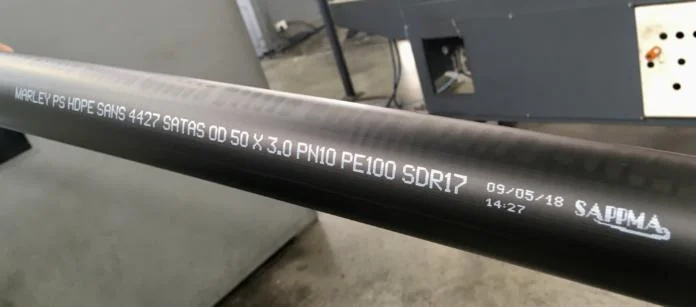 MARLEY PS HDPE SANS 4427 SATAS OD 50 X 3.0 PN10 PE100 SDR17
09/05/18
14:27
SAPPMA